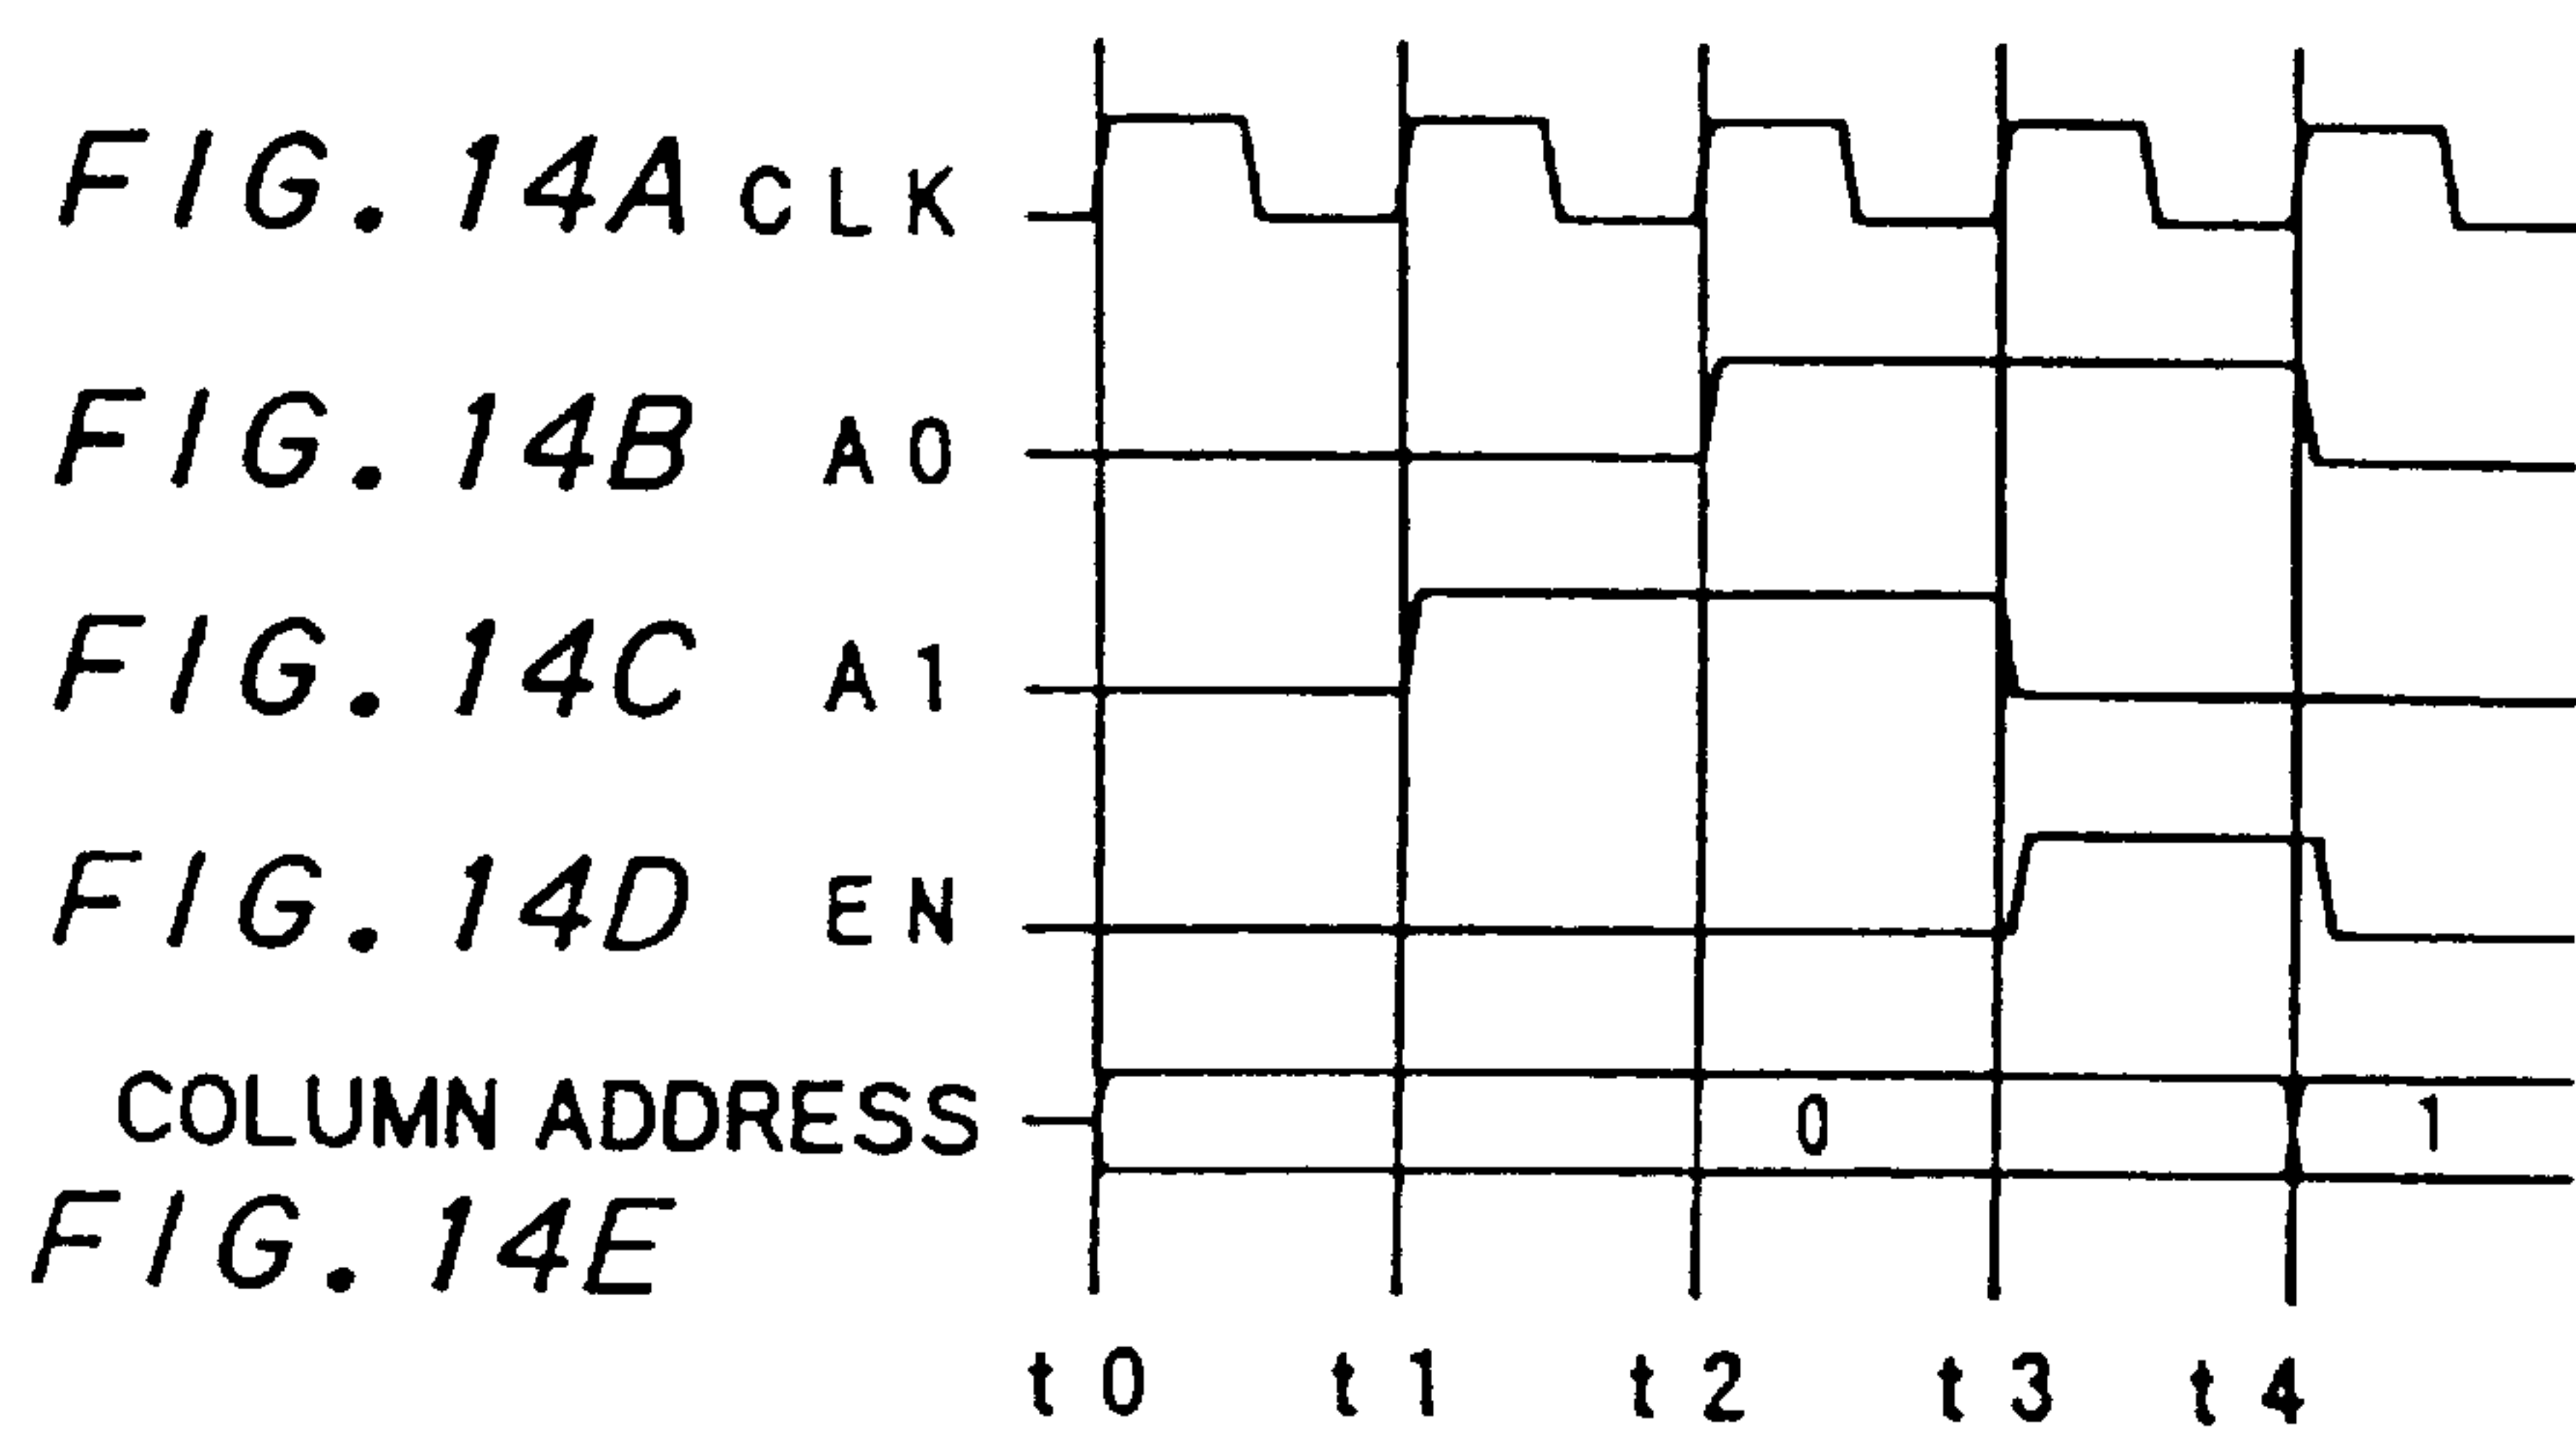 FIG. 14A CLK
FIG. 14B A0
FIG. 14C A1
FIG. 14D EN
COLUMN ADDRESS 0 1
FIG. 14E
t0 t1 t2 t3 t4